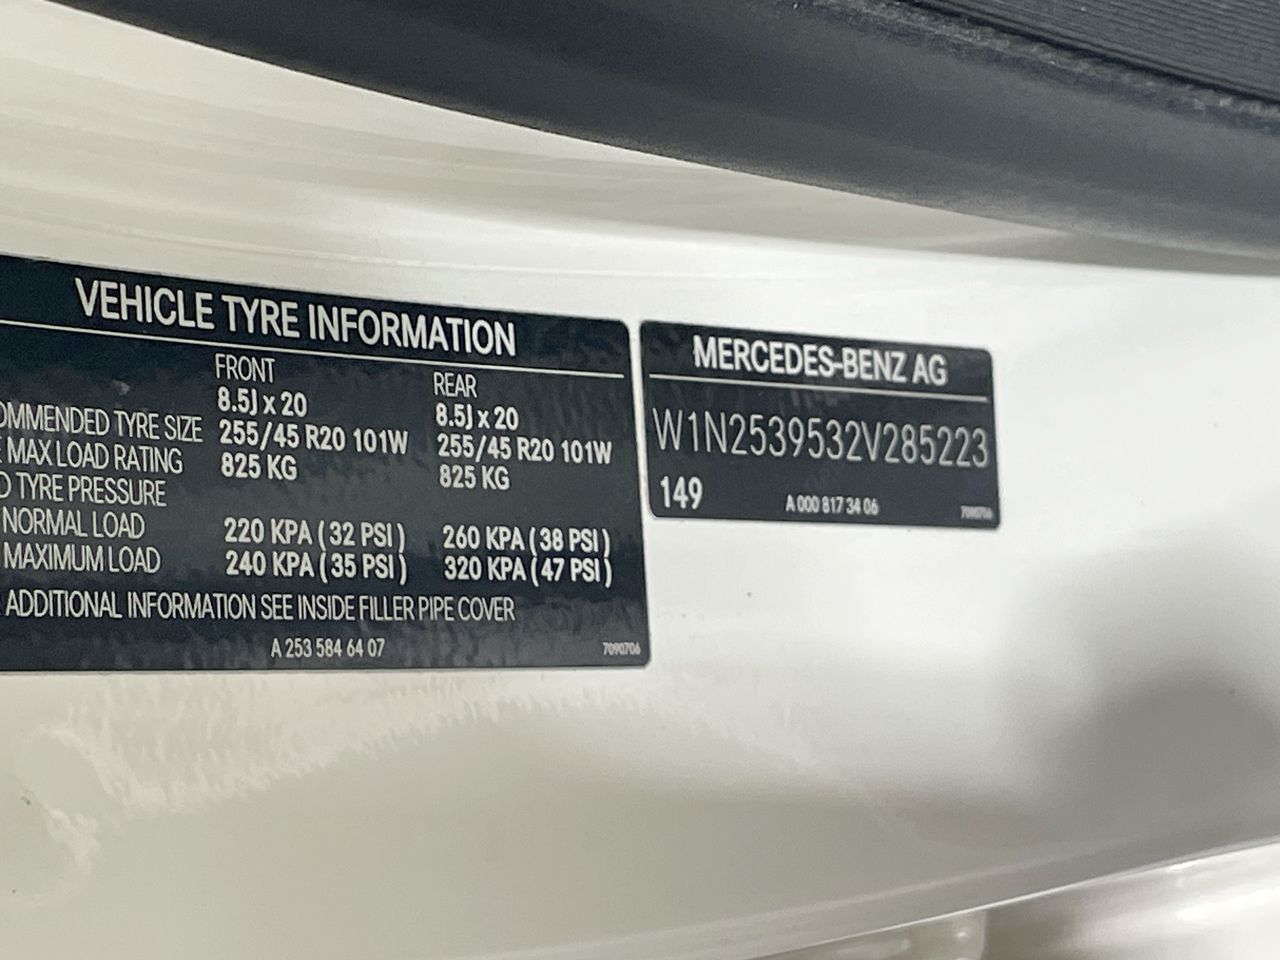 VEHICLE TYRE INFORMATION
FRONT REAR
8.5J x 20 8.5J x 20
OMMENDED TYRE SIZE 255/45 R20 101W 255/45 R20 101W
MAX LOAD RATING 825 KG 825 KG
D TYRE PRESSURE
NORMAL LOAD 220 KPA ( 32 PSI ) 260 KPA ( 38 PSI )
MAXIMUM LOAD 240 KPA ( 35 PSI ) 320 KPA ( 47 PSI )
ADDITIONAL INFORMATION SEE INSIDE FILLER PIPE COVER
A 253 584 64 07 7090706
MERCEDES-BENZ AG
W1N2539532V285223
149 A 000 817 34 06 7090706